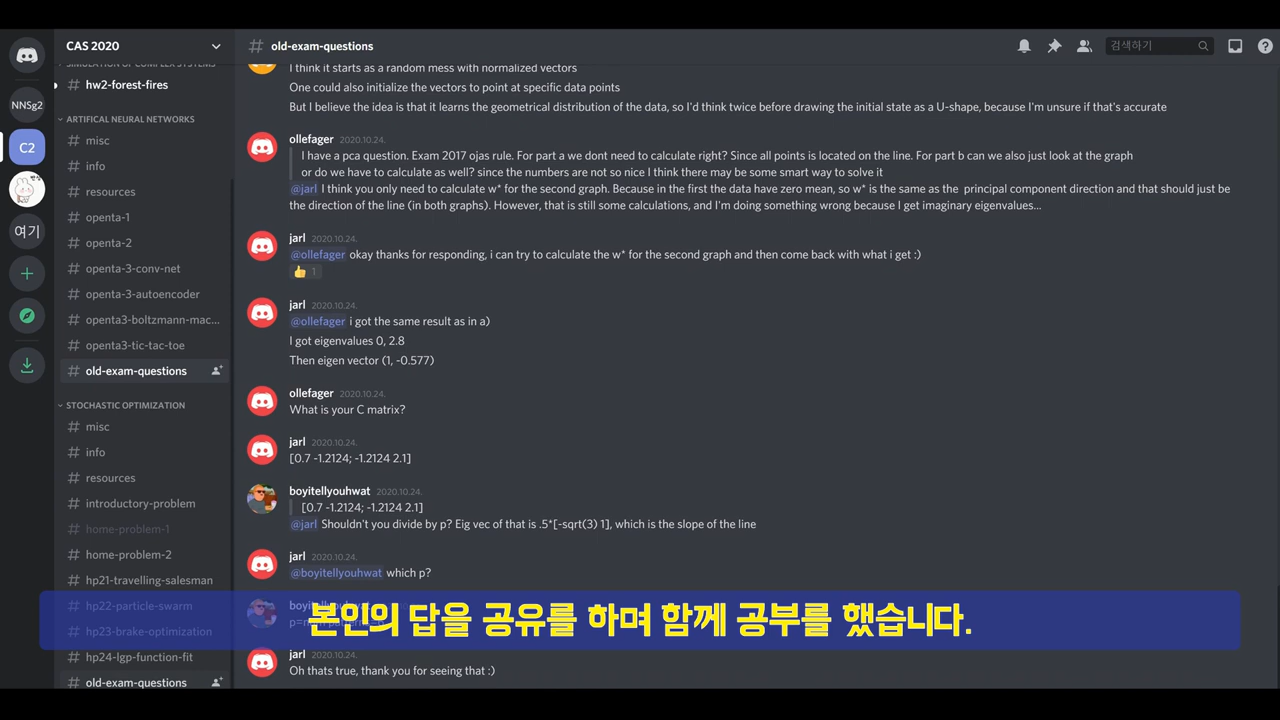 CAS 2020
SIMULATION OF COMPLEX SYSTEMS
hw2-forest-fires
ARTIFICAL NEURAL NETWORKS
misc
info
resources
openta-1
openta-2
openta-3-conv-net
openta-3-autoencoder
openta3-boltzmann-mac...
openta3-tic-tac-toe
old-exam-questions
STOCHASTIC OPTIMIZATION
misc
info
resources
introductory-problem
home-problem-1
home-problem-2
hp21-travelling-salesman
hp22-particle-swarm
hp23-brake-optimization
hp24-lgp-function-fit
old-exam-questions
NNSg2
C2
여기
# old-exam-questions
검색하기
I think it starts as a random mess with normalized vectors
One could also initialize the vectors to point at specific data points
But I believe the idea is that it learns the geometrical distribution of the data, so I'd think twice before drawing the initial state as a U-shape, because I'm unsure if that's accurate
ollefager 2020.10.24.
I have a pca question. Exam 2017 ojas rule. For part a we dont need to calculate right? Since all points is located on the line. For part b can we also just look at the graph
or do we have to calculate as well? since the numbers are not so nice I think there may be some smart way to solve it
@jarl I think you only need to calculate w* for the second graph. Because in the first the data have zero mean, so w* is the same as the principal component direction and that should just be
the direction of the line (in both graphs). However, that is still some calculations, and I'm doing something wrong because I get imaginary eigenvalues...
jarl 2020.10.24.
@ollefager okay thanks for responding, i can try to calculate the w* for the second graph and then come back with what i get :)
👍 1
jarl 2020.10.24.
@ollefager i got the same result as in a)
I got eigenvalues 0, 2.8
Then eigen vector (1, -0.577)
ollefager 2020.10.24.
What is your C matrix?
jarl 2020.10.24.
[0.7 -1.2124; -1.2124 2.1]
boyitellyouhwat 2020.10.24.
[0.7 -1.2124; -1.2124 2.1]
@jarl Shouldn't you divide by p? Eig vec of that is .5*[-sqrt(3) 1], which is the slope of the line
jarl 2020.10.24.
@boyitellyouhwat which p?
본인의 답을 공유를 하며 함께 공부를 했습니다.
jarl 2020.10.24.
Oh thats true, thank you for seeing that :)